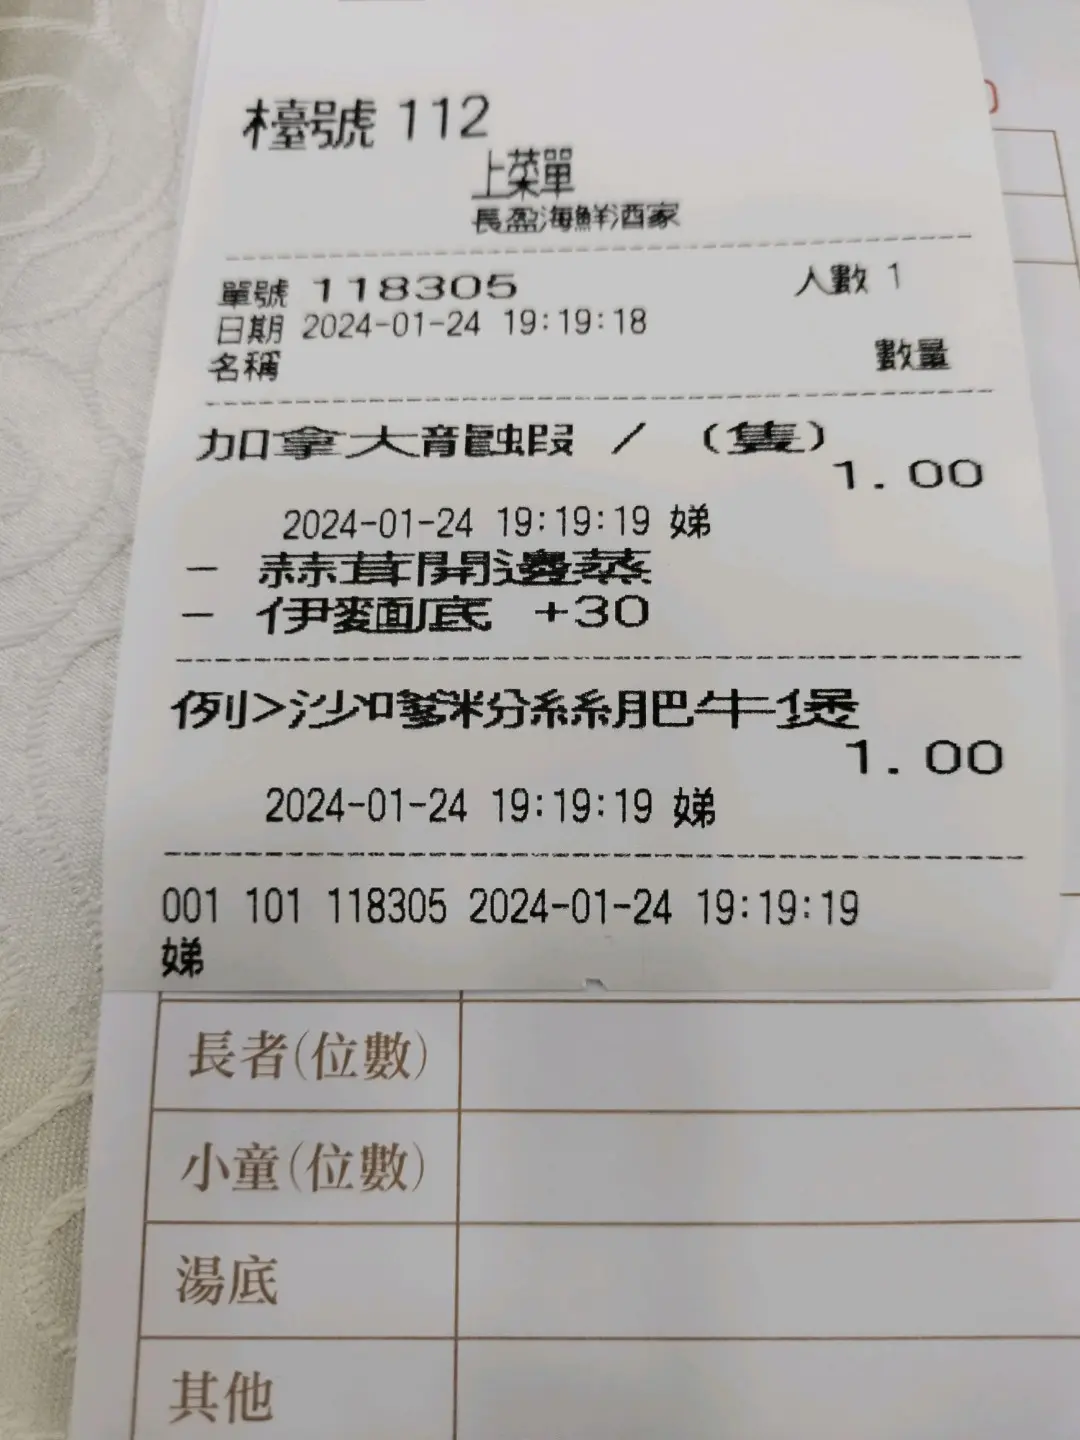 檯號 112
上菜單
長盈海鮮酒家
單號 118305 人數 1
日期 2024-01-24 19:19:18
名稱 數量
加拿大龍蝦 / (隻)
1.00
2024-01-24 19:19:19 娣
- 蒜茸開邊蒸
- 伊麵底 +30
例>沙嗲粉絲肥牛煲
1.00
2024-01-24 19:19:19 娣
001 101 118305 2024-01-24 19:19:19
娣
長者(位數)
小童(位數)
湯底
其他